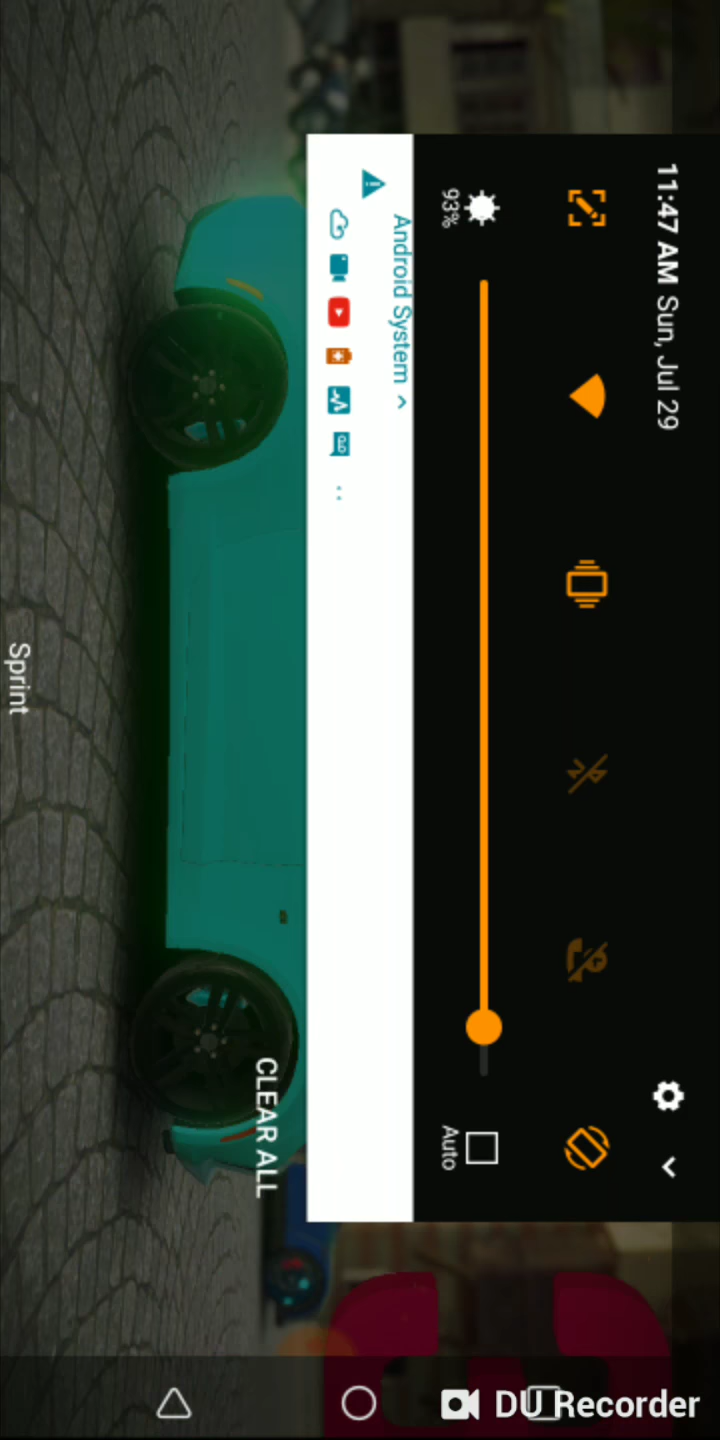 11:47 AM Sun, Jul 29
93%
Auto
Android System
CLEAR ALL
Sprint
DU Recorder